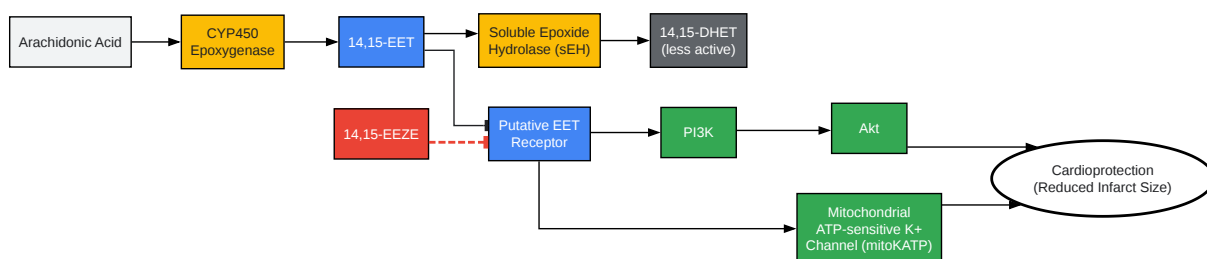 Arachidonic Acid
CYP450
Epoxygenase
14,15-EET
Soluble Epoxide
Hydrolase (sEH)
14,15-DHET
(less active)
14,15-EEZE
Putative EET
Receptor
PI3K
Akt
Cardioprotection
(Reduced Infarct Size)
Mitochondrial
ATP-sensitive K+
Channel (mitoKATP)